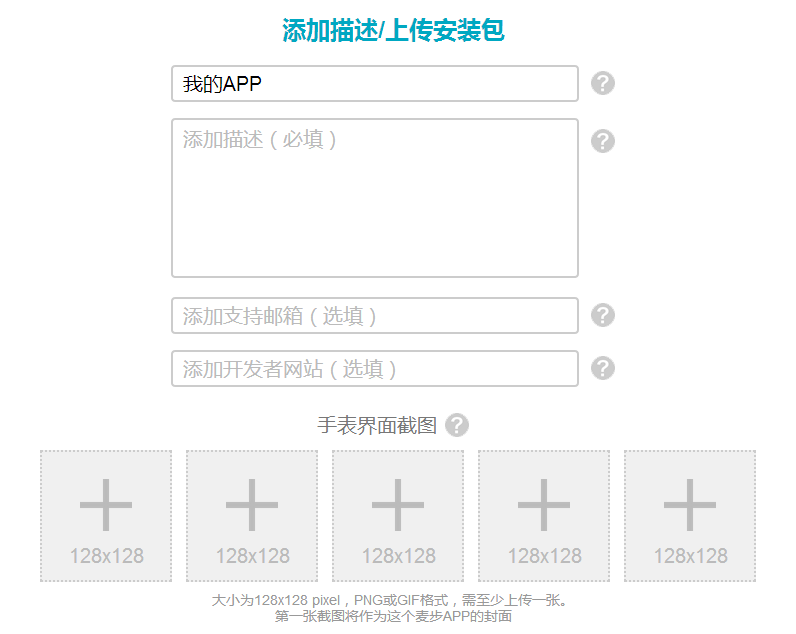 添加描述/上传安装包
我的APP
?
添加描述（必填）
?
添加支持邮箱（选填）
?
添加开发者网站（选填）
?
手表界面截图 ?
128x128 128x128 128x128 128x128 128x128
大小为128x128 pixel，PNG或GIF格式，需至少上传一张。
第一张截图将作为这个麦步APP的封面